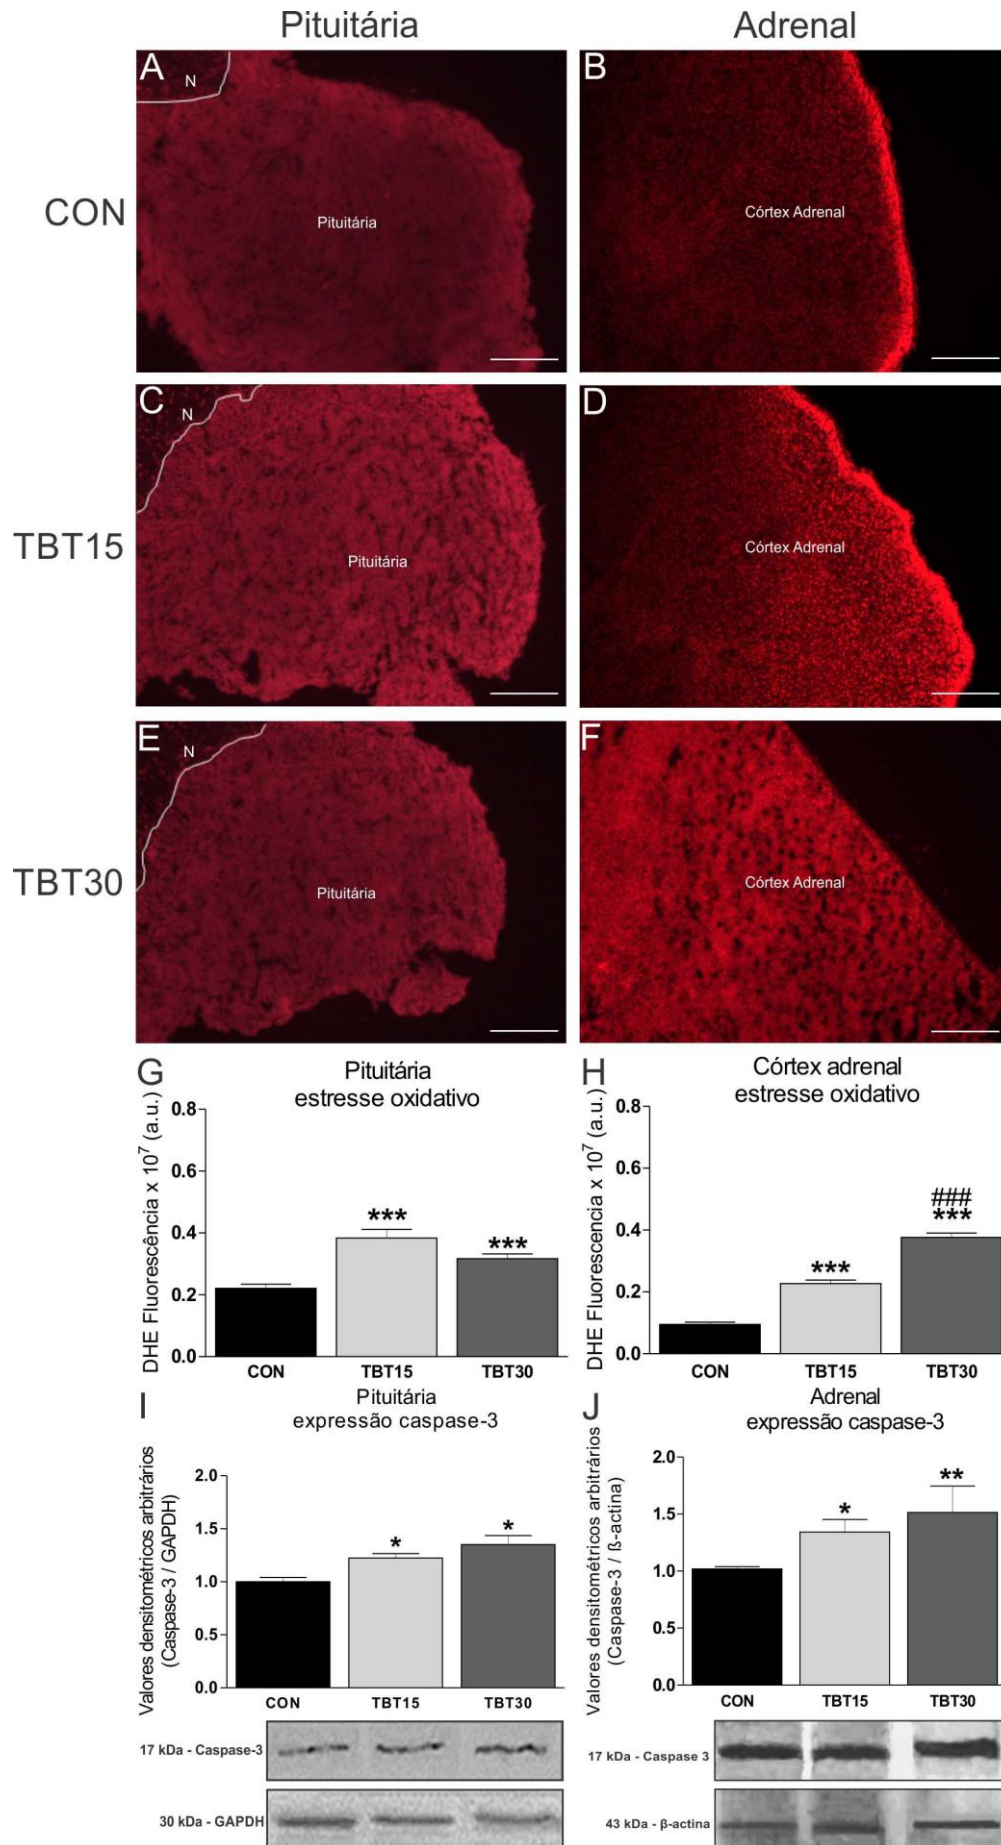 Pituitária
Adrenal
CON
A
N
Pituitária
B
Córtex Adrenal
TBT15
C
N
Pituitária
D
Córtex Adrenal
TBT30
E
N
Pituitária
F
Córtex Adrenal
G
Pituitária
estresse oxidativo
DHE Fluorescência x 10⁷ (a.u.)
0.8
0.6
0.4
0.2
0.0
***
***
CON
TBT15
TBT30
H
Córtex adrenal
estresse oxidativo
DHE Fluorescencia x 10⁷ (a.u.)
0.8
0.6
0.4
0.2
0.0
***
###
***
CON
TBT15
TBT30
I
Pituitária
expressão caspase-3
Valores densitométricos arbitrários
(Caspase-3 / GAPDH)
2.0
1.5
1.0
0.5
0.0
*
*
CON
TBT15
TBT30
17 kDa - Caspase-3
30 kDa - GAPDH
J
Adrenal
expressão caspase-3
Valores densitométricos arbitrários
(Caspase-3 / ß-actina)
2.0
1.5
1.0
0.5
0.0
*
**
CON
TBT15
TBT30
17 kDa - Caspase 3
43 kDa - β-actina